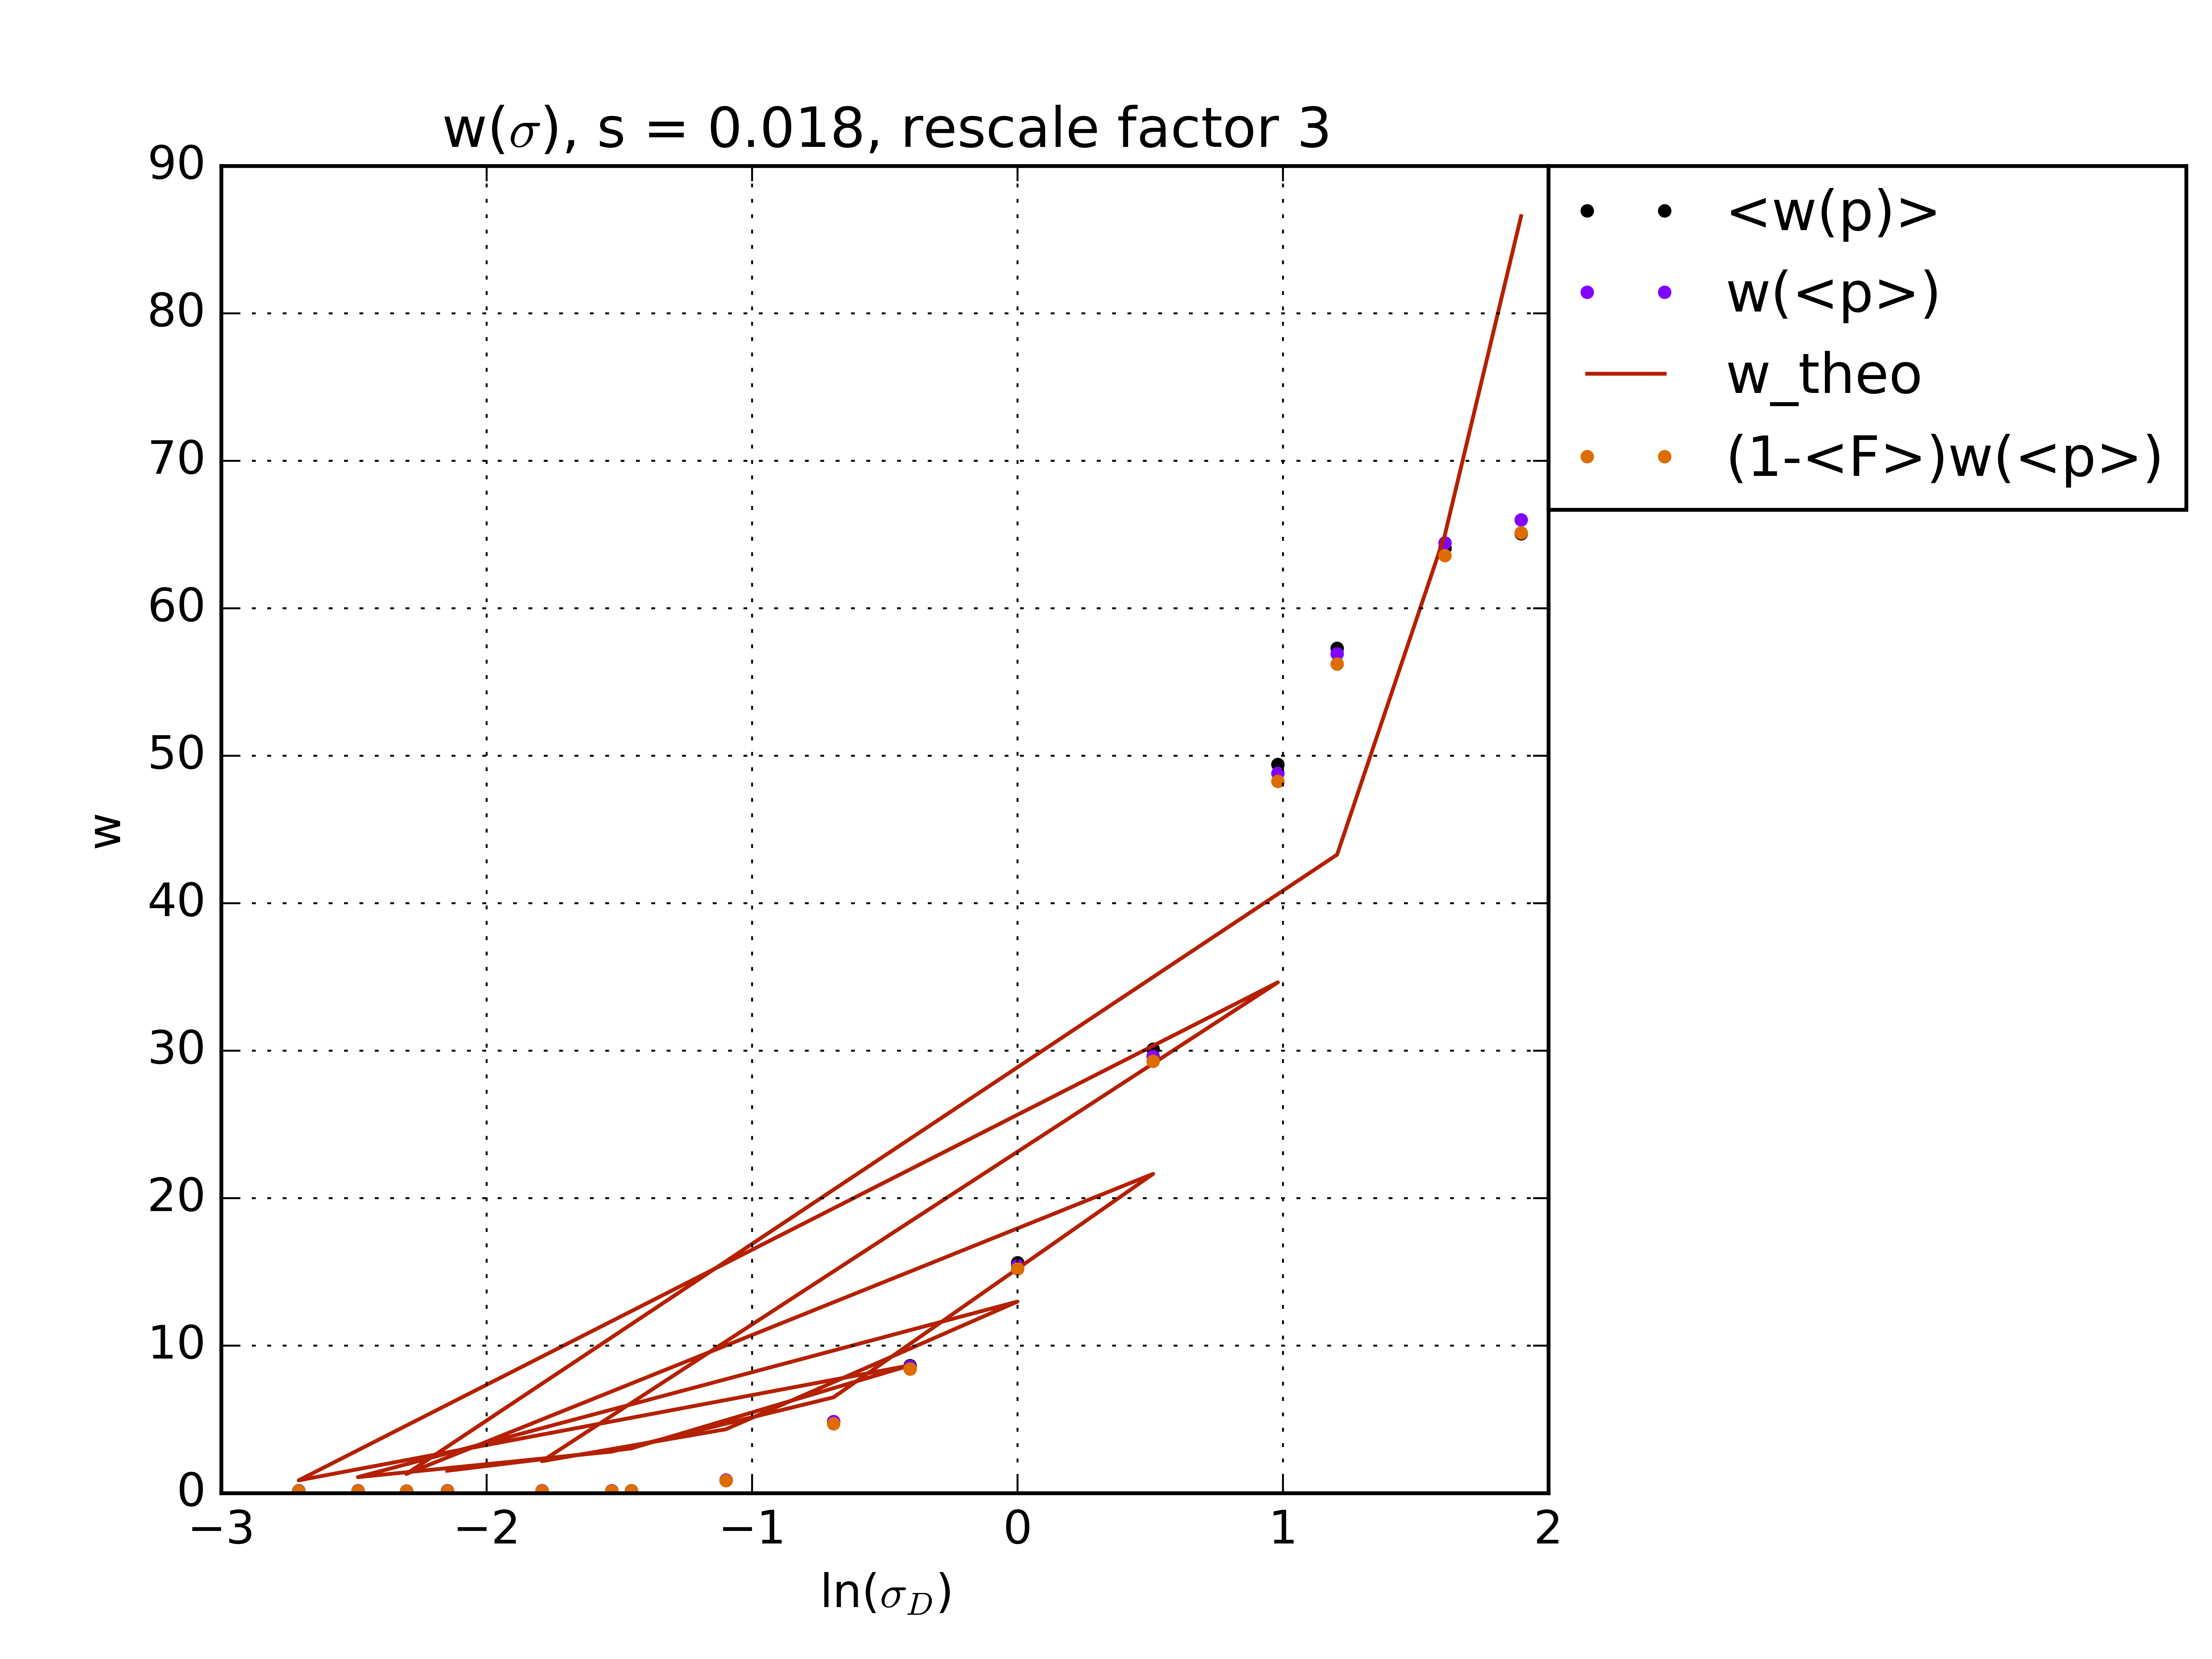 w(σ), s = 0.018, rescale factor 3
90
80
70
60
50
40
30
20
10
0
w
−3 −2 −1 0 1 2
ln(σ_D)
<w(p)>
w(<p>)
w_theo
(1-<F>)w(<p>)